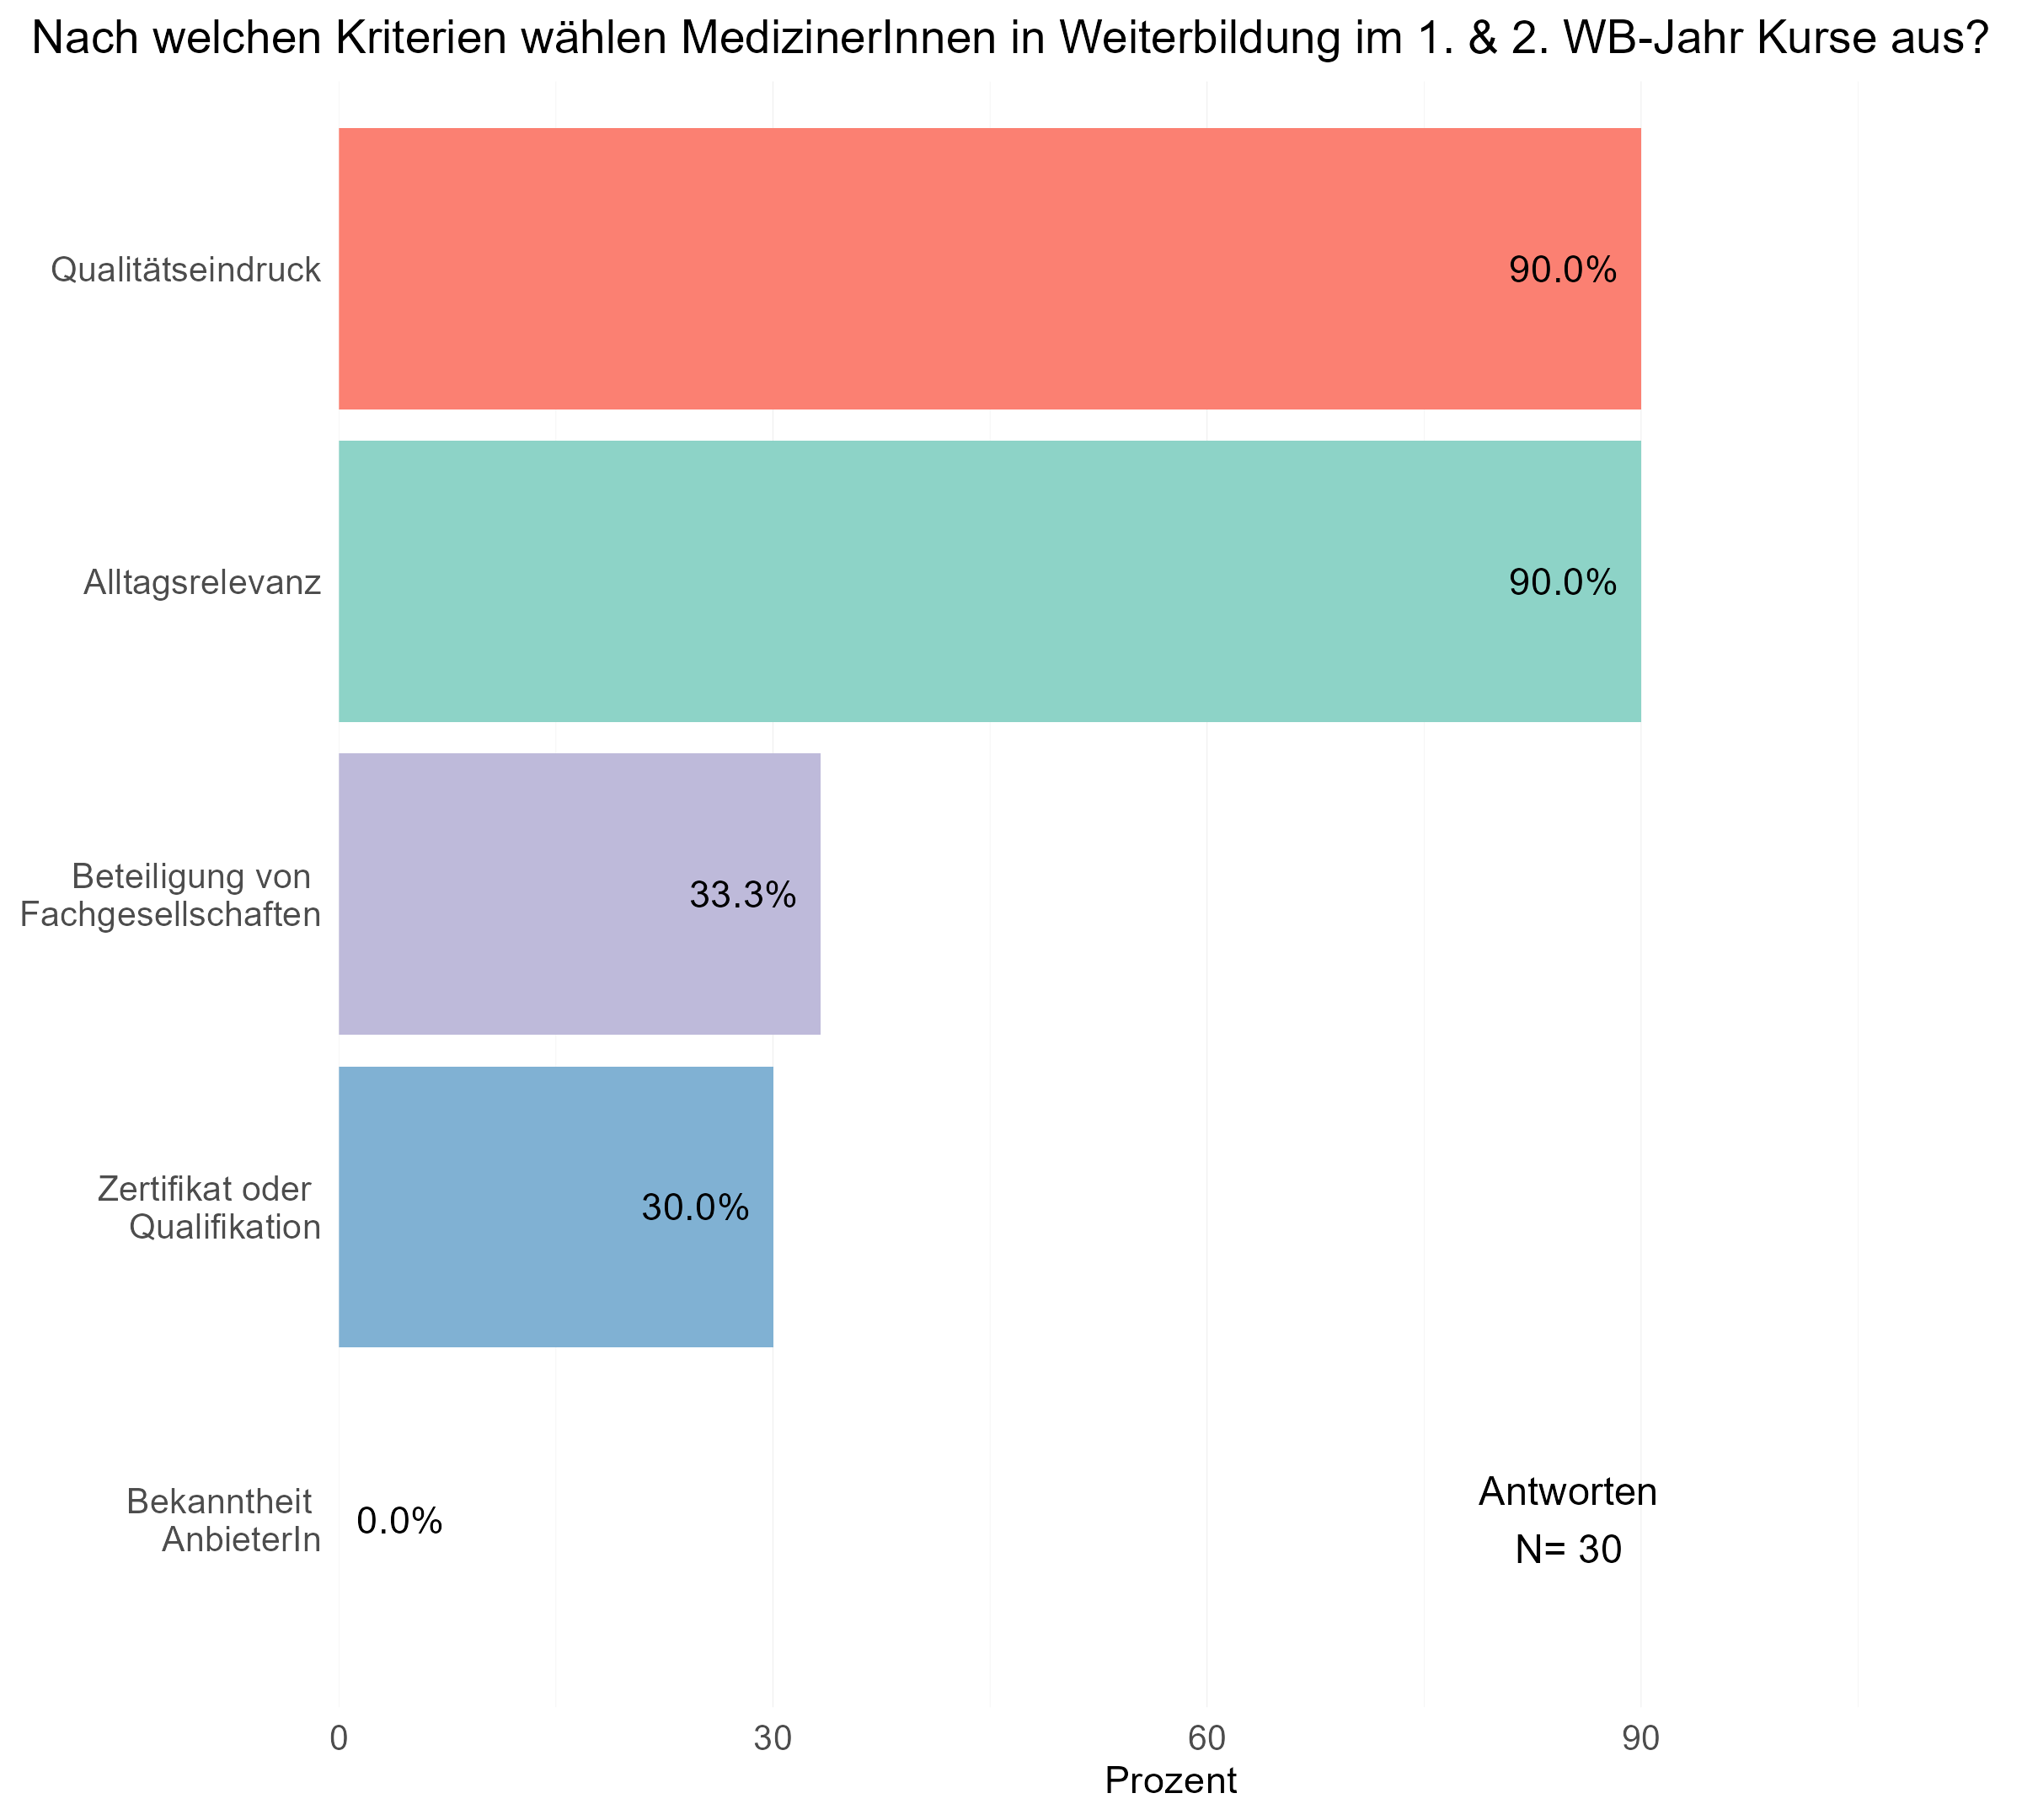 Nach welchen Kriterien wählen MedizinerInnen in Weiterbildung im 1. & 2. WB-Jahr Kurse aus?
Qualitätseindruck
90.0%
Alltagsrelevanz
90.0%
Beteiligung von
Fachgesellschaften
33.3%
Zertifikat oder
Qualifikation
30.0%
Bekanntheit
AnbieterIn
0.0%
Antworten
N= 30
0
30
60
90
Prozent